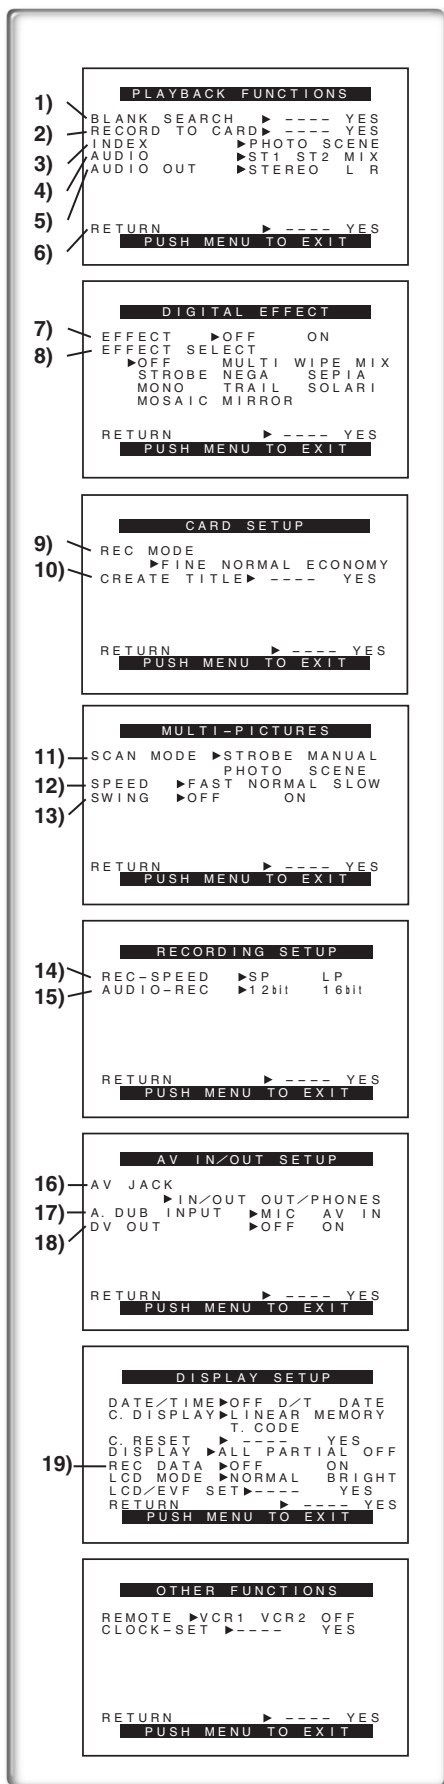 PLAYBACK FUNCTIONS
1) BLANK SEARCH ▶ ---- YES
2) RECORD TO CARD▶ ---- YES
3) INDEX ▶PHOTO SCENE
4) AUDIO ▶ST1 ST2 MIX
5) AUDIO OUT ▶STEREO L R
6) RETURN ▶ ---- YES
PUSH MENU TO EXIT
DIGITAL EFFECT
7) EFFECT ▶OFF ON
8) EFFECT SELECT
▶OFF MULTI WIPE MIX
STROBE NEGA SEPIA
MONO TRAIL SOLARI
MOSAIC MIRROR
RETURN ▶ ---- YES
PUSH MENU TO EXIT
CARD SETUP
9) REC MODE
▶FINE NORMAL ECONOMY
10) CREATE TITLE▶ ---- YES
RETURN ▶ ---- YES
PUSH MENU TO EXIT
MULTI-PICTURES
11) SCAN MODE ▶STROBE MANUAL
PHOTO SCENE
12) SPEED ▶FAST NORMAL SLOW
13) SWING ▶OFF ON
RETURN ▶ ---- YES
PUSH MENU TO EXIT
RECORDING SETUP
14) REC-SPEED ▶SP LP
15) AUDIO-REC ▶12bit 16bit
RETURN ▶ ---- YES
PUSH MENU TO EXIT
AV IN/OUT SETUP
16) AV JACK
▶IN/OUT OUT/PHONES
17) A. DUB INPUT ▶MIC AV IN
18) DV OUT ▶OFF ON
RETURN ▶ ---- YES
PUSH MENU TO EXIT
DISPLAY SETUP
DATE/TIME▶OFF D/T DATE
C. DISPLAY▶LINEAR MEMORY
T. CODE
C. RESET ▶ ---- YES
DISPLAY ▶ALL PARTIAL OFF
19) REC DATA ▶OFF ON
LCD MODE ▶NORMAL BRIGHT
LCD/EVF SET▶---- YES
RETURN ▶ ---- YES
PUSH MENU TO EXIT
OTHER FUNCTIONS
REMOTE ▶VCR1 VCR2 OFF
CLOCK-SET ▶---- YES
RETURN ▶ ---- YES
PUSH MENU TO EXIT